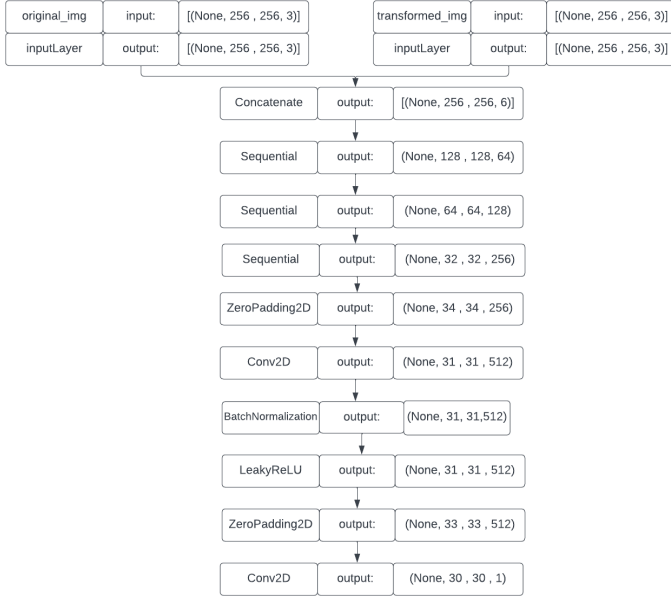 original_img input: [(None, 256 , 256, 3)] transformed_img input: [(None, 256 , 256, 3)]
inputLayer output: [(None, 256 , 256, 3)] inputLayer output: [(None, 256 , 256, 3)]
Concatenate output: [(None, 256 , 256, 6)]
Sequential output: (None, 128 , 128, 64)
Sequential output: (None, 64 , 64, 128)
Sequential output: (None, 32 , 32 , 256)
ZeroPadding2D output: (None, 34 , 34 , 256)
Conv2D output: (None, 31 , 31 , 512)
BatchNormalization output: (None, 31, 31,512)
LeakyReLU output: (None, 31 , 31 , 512)
ZeroPadding2D output: (None, 33 , 33 , 512)
Conv2D output: (None, 30 , 30 , 1)